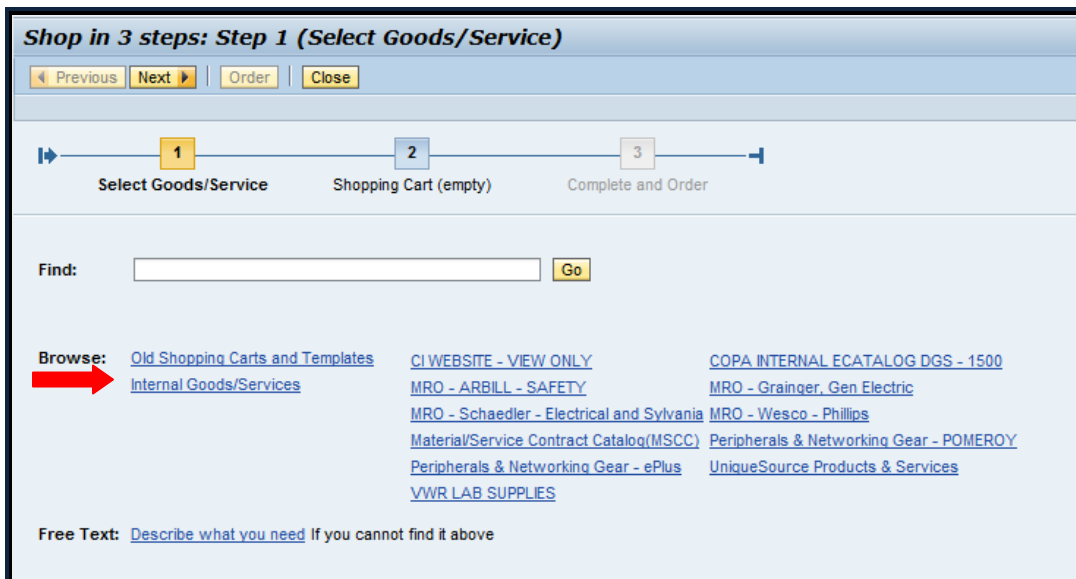 Shop in 3 steps: Step 1 (Select Goods/Service)
Previous Next Order Close
1 2 3
Select Goods/Service Shopping Cart (empty) Complete and Order
Find: Go
Browse: Old Shopping Carts and Templates CI WEBSITE - VIEW ONLY COPA INTERNAL ECATALOG DGS - 1500
Internal Goods/Services MRO - ARBILL - SAFETY MRO - Grainger, Gen Electric
MRO - Schaedler - Electrical and Sylvania MRO - Wesco - Phillips
Material/Service Contract Catalog(MSCC) Peripherals & Networking Gear - POMEROY
Peripherals & Networking Gear - ePlus UniqueSource Products & Services
VWR LAB SUPPLIES
Free Text: Describe what you need If you cannot find it above